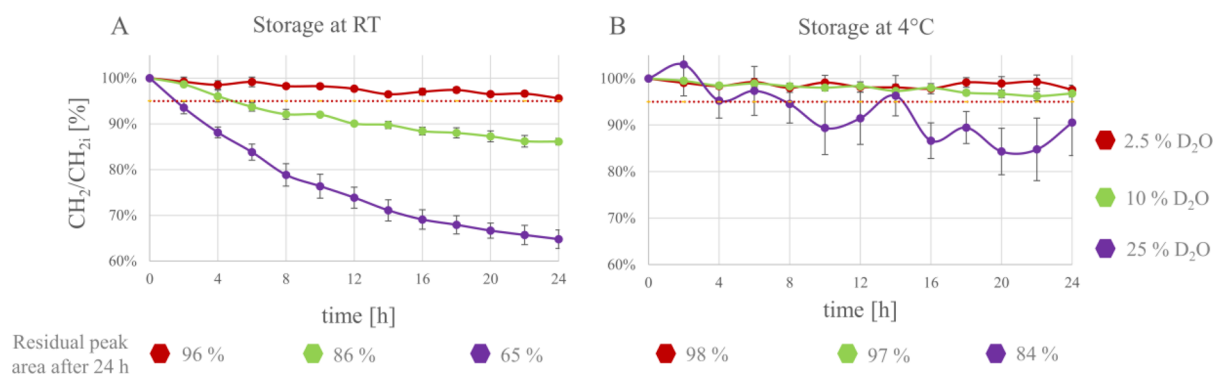 A
Storage at RT
B
Storage at 4°C
CH₂/CH₂ᵢ [%]
100%
90%
80%
70%
60%
0 4 8 12 16 20 24
time [h]
100%
90%
80%
70%
60%
0 4 8 12 16 20 24
time [h]
2.5 % D₂O
10 % D₂O
25 % D₂O
Residual peak
area after 24 h
96 % 86 % 65 % 98 % 97 % 84 %